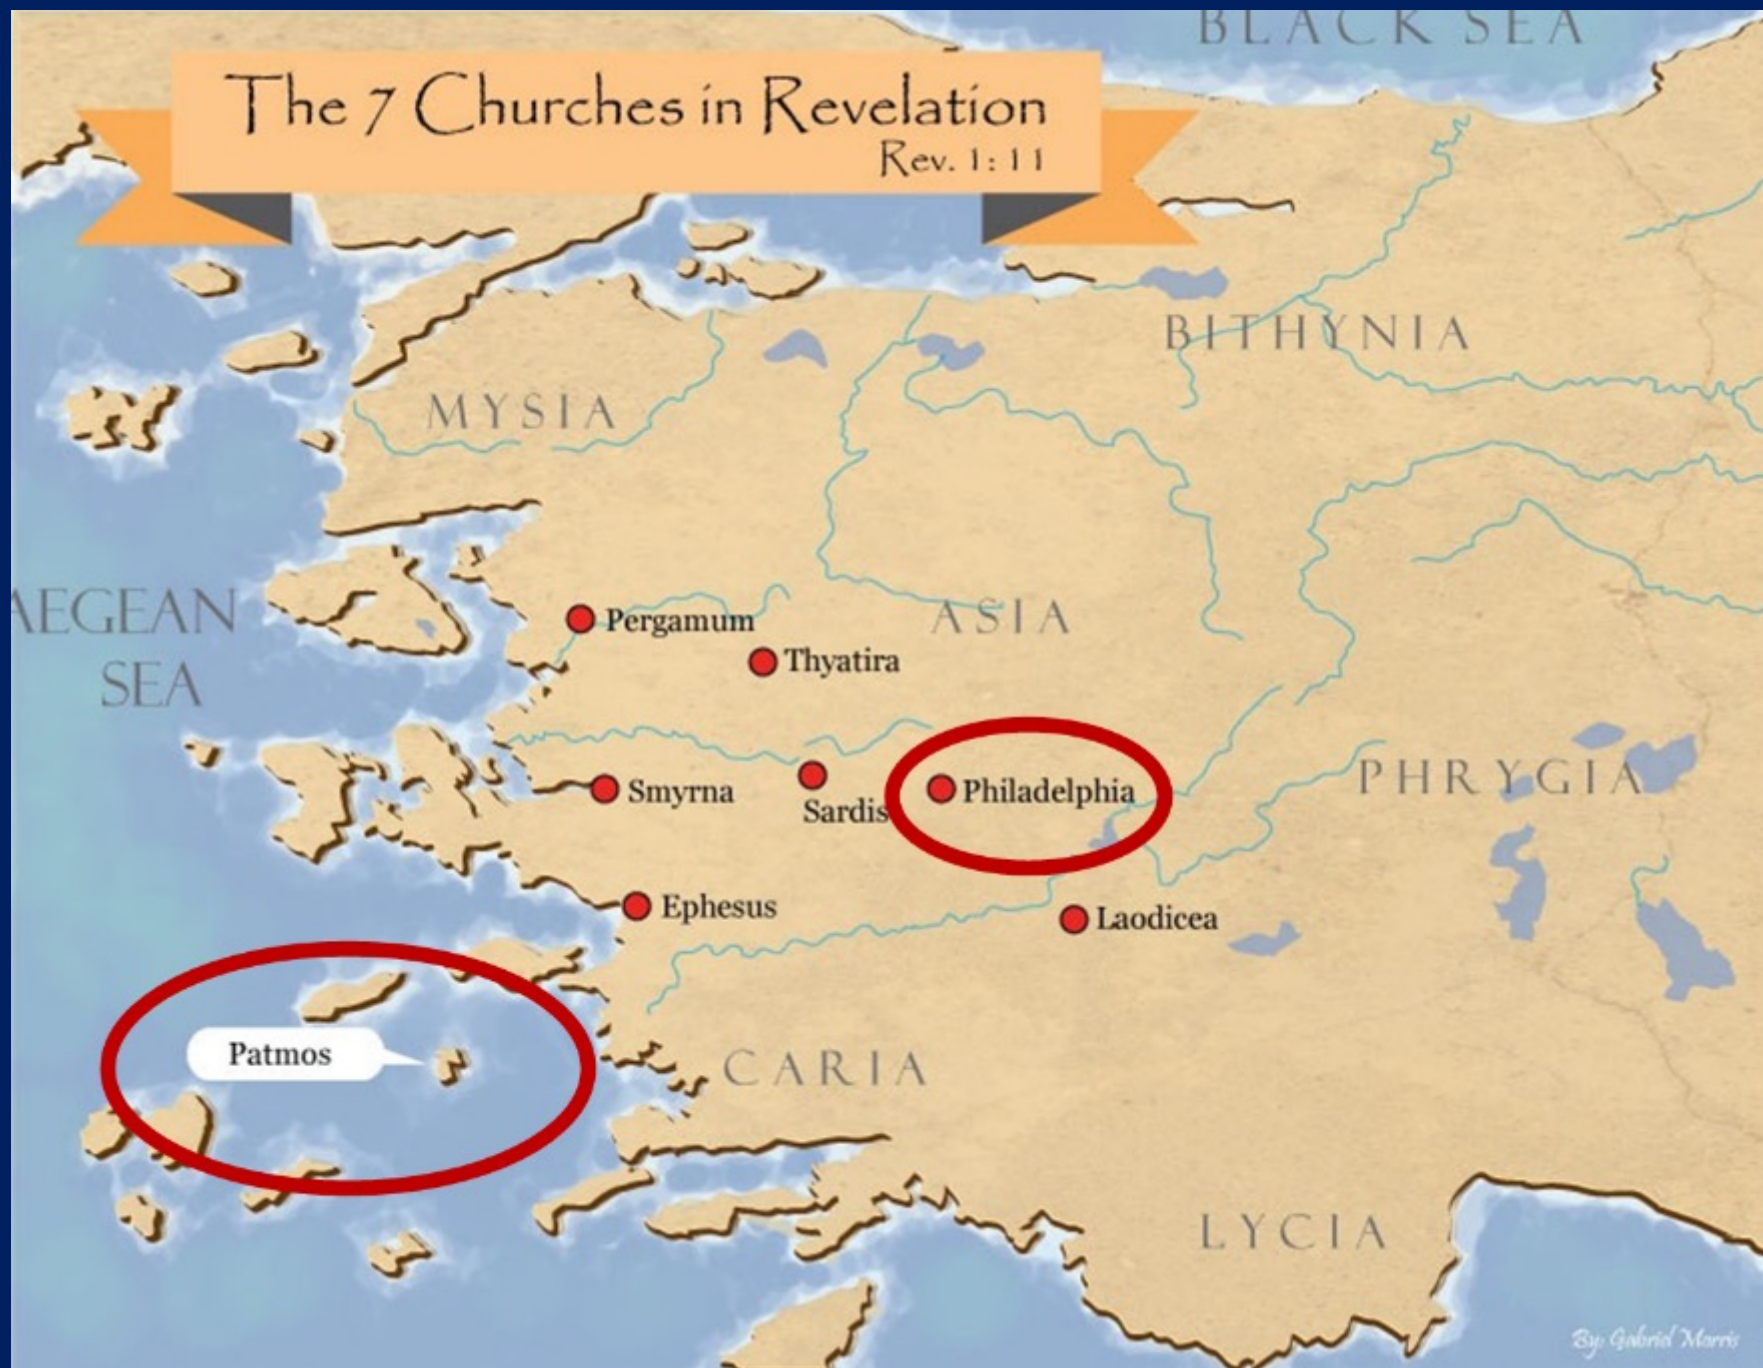 BLACK SEA
The 7 Churches in Revelation
Rev. 1:11
BITHYNIA
MYSIA
AEGEAN
SEA
ASIA
Pergamum
Thyatira
PHRYGIA
Smyrna
Sardis
Philadelphia
Ephesus
Laodicea
Patmos
CARIA
LYCIA
By: Gabriel Morris